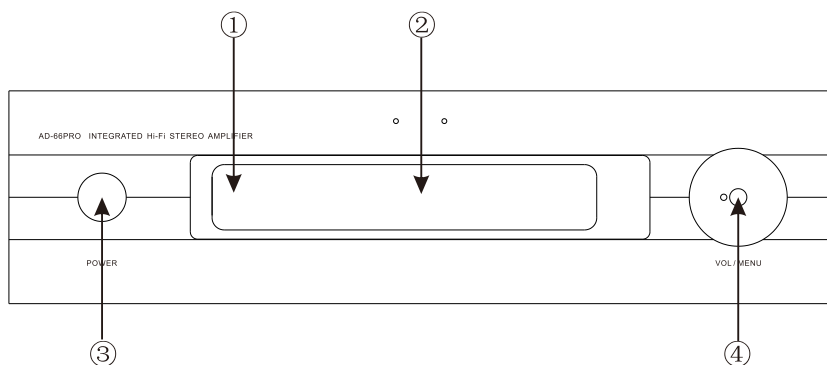 ① ②
AD-66PRO INTEGRATED Hi-Fi STEREO AMPLIFIER
POWER VOL/MENU
③ ④